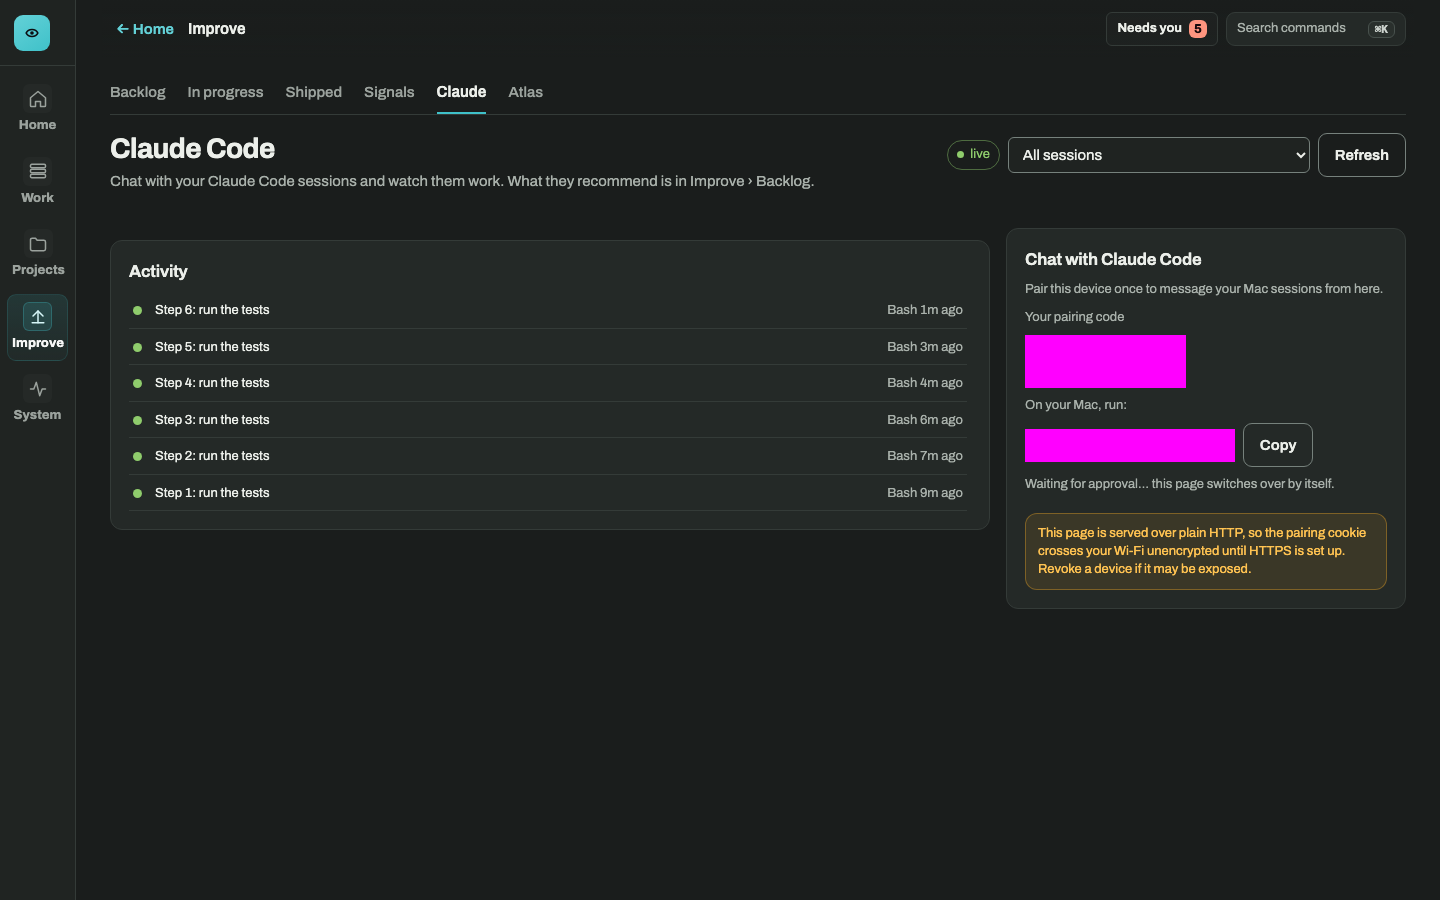 ← Home Improve
Needs you 5
Search commands ⌘K
Home
Work
Projects
Improve
System
Backlog In progress Shipped Signals Claude Atlas
Claude Code
Chat with your Claude Code sessions and watch them work. What they recommend is in Improve › Backlog.
live
All sessions
Refresh
Activity
Step 6: run the tests Bash 1m ago
Step 5: run the tests Bash 3m ago
Step 4: run the tests Bash 4m ago
Step 3: run the tests Bash 6m ago
Step 2: run the tests Bash 7m ago
Step 1: run the tests Bash 9m ago
Chat with Claude Code
Pair this device once to message your Mac sessions from here.
Your pairing code
On your Mac, run:
Copy
Waiting for approval... this page switches over by itself.
This page is served over plain HTTP, so the pairing cookie
crosses your Wi-Fi unencrypted until HTTPS is set up.
Revoke a device if it may be exposed.